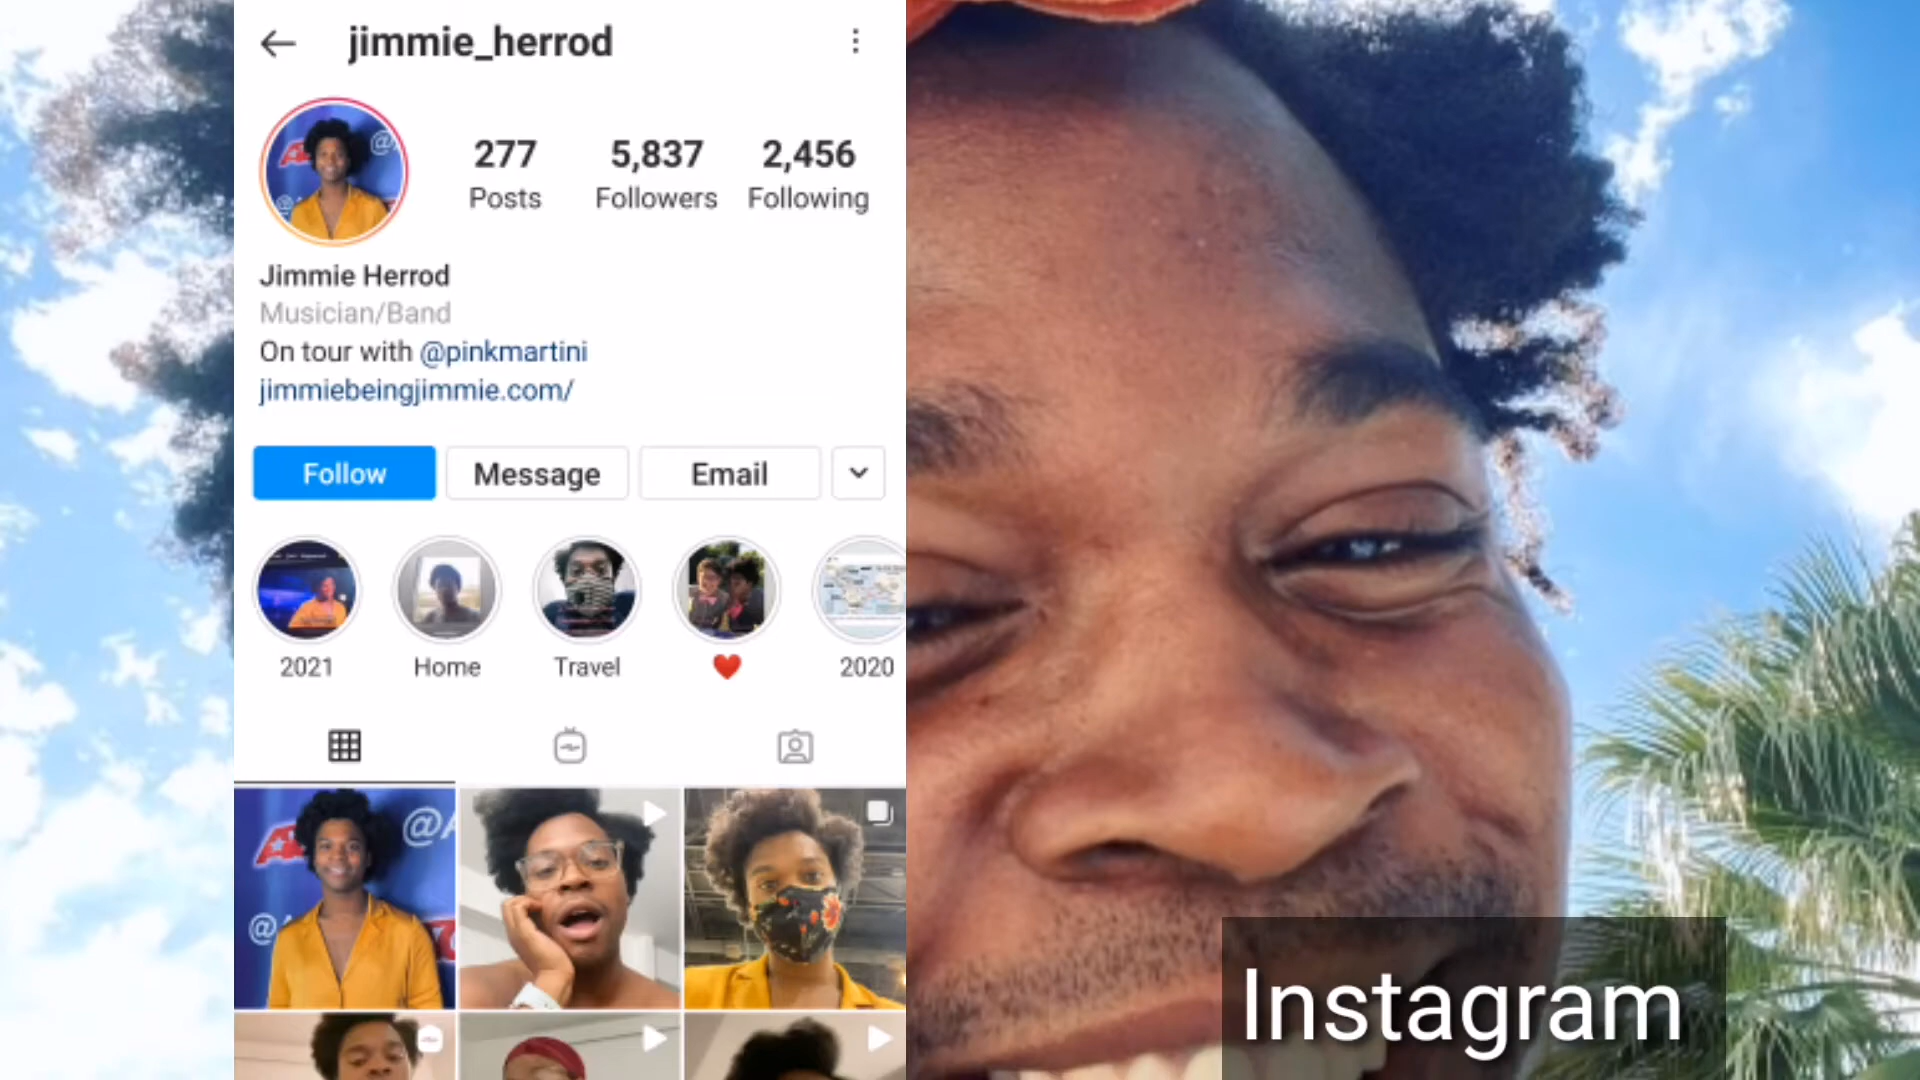 jimmie_herrod
277 5,837 2,456
Posts Followers Following
Jimmie Herrod
Musician/Band
On tour with @pinkmartini
jimmiebeingjimmie.com/
Follow Message Email
2021 Home Travel ❤️ 2020
Instagram